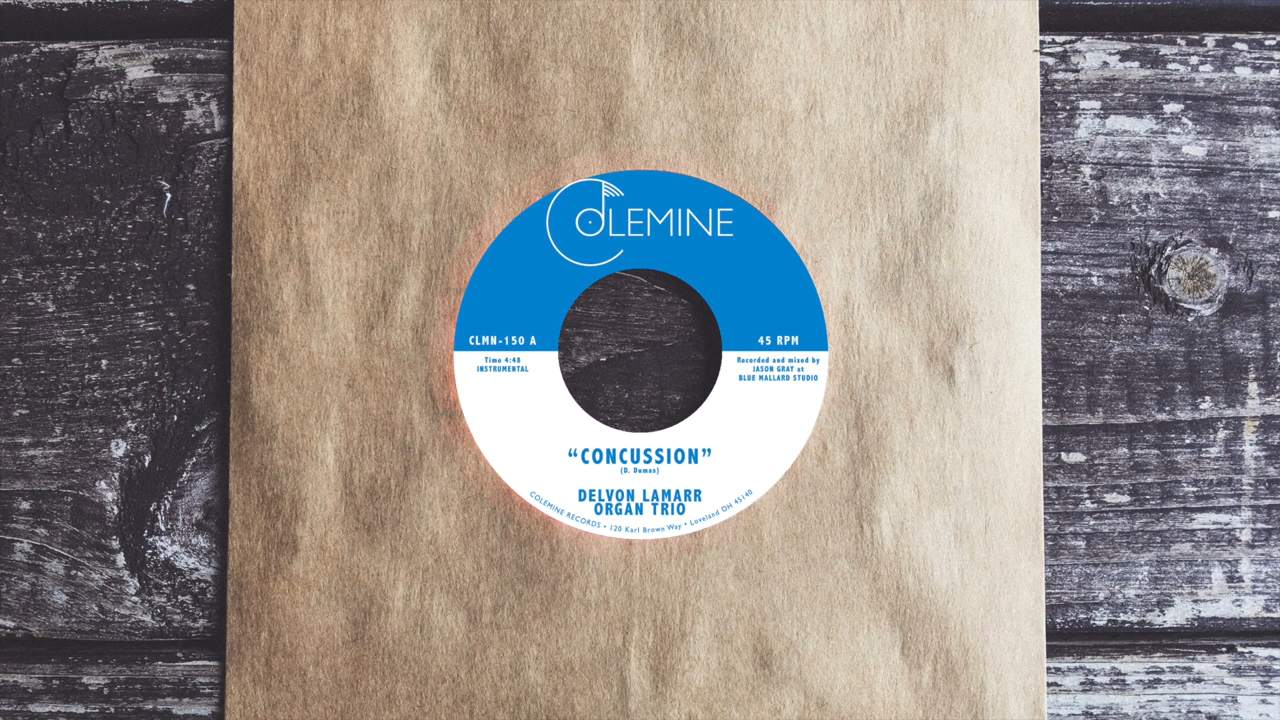 COLEMINE
CLMN-150 A
45 RPM
Time 4:48
INSTRUMENTAL
Recorded and mixed by
JASON GRAY at
BLUE MALLARD STUDIO
“CONCUSSION”
(D. Dumas)
DELVON LAMARR
ORGAN TRIO
COLEMINE RECORDS • 120 Karl Brown Way • Loveland OH 45140